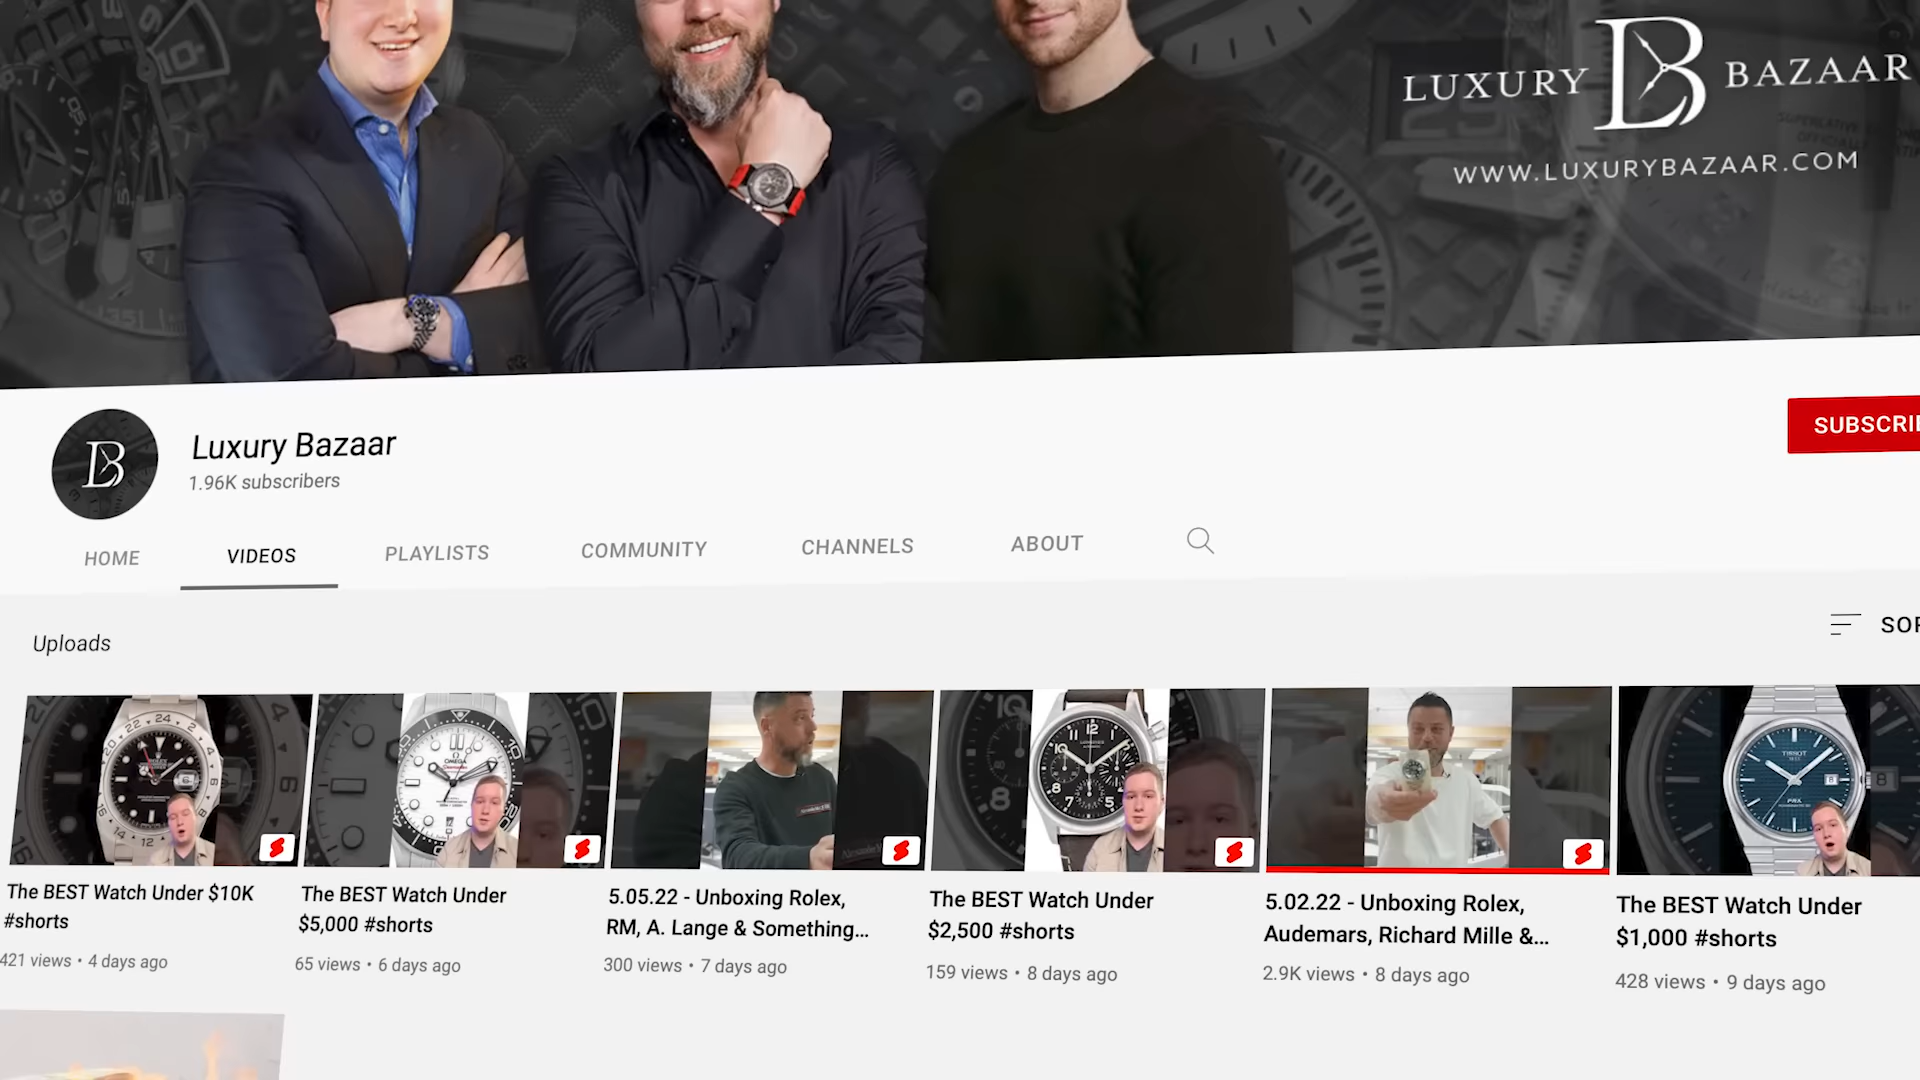 LUXURY B BAZAAR
WWW.LUXURYBAZAAR.COM
B
Luxury Bazaar
1.96K subscribers
SUBSCRIB
HOME VIDEOS PLAYLISTS COMMUNITY CHANNELS ABOUT
Uploads
SOR
The BEST Watch Under $10K
#shorts
421 views • 4 days ago
The BEST Watch Under
$5,000 #shorts
65 views • 6 days ago
5.05.22 - Unboxing Rolex,
RM, A. Lange & Something...
300 views • 7 days ago
The BEST Watch Under
$2,500 #shorts
159 views • 8 days ago
5.02.22 - Unboxing Rolex,
Audemars, Richard Mille &...
2.9K views • 8 days ago
The BEST Watch Under
$1,000 #shorts
428 views • 9 days ago